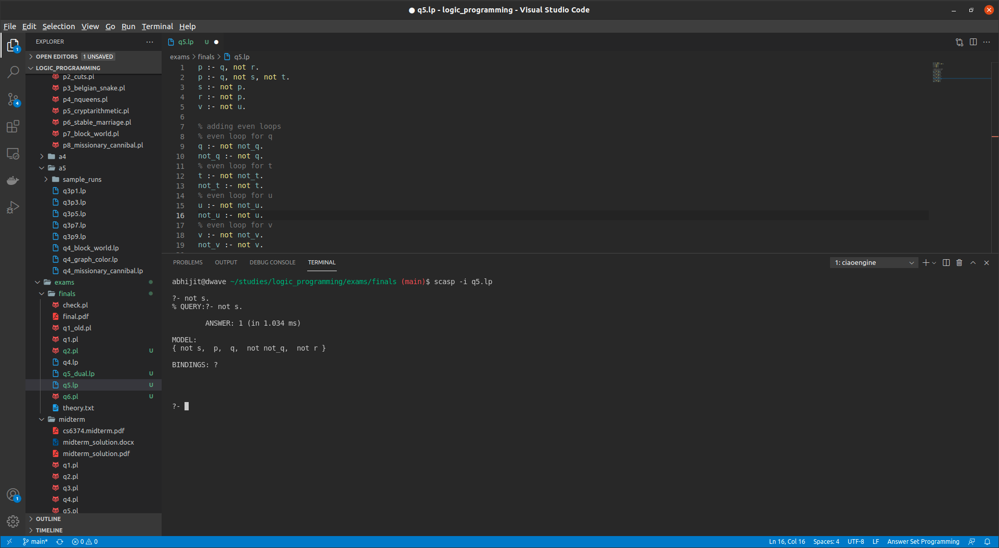 ● q5.lp - logic_programming - Visual Studio Code
File Edit Selection View Go Run Terminal Help
EXPLORER
OPEN EDITORS 1 UNSAVED
LOGIC_PROGRAMMING
p2_cuts.pl
p3_belgian_snake.pl
p4_nqueens.pl
p5_cryptarithmetic.pl
p6_stable_marriage.pl
p7_block_world.pl
p8_missionary_cannibal.pl
a4
a5
sample_runs
q3p1.lp
q3p3.lp
q3p5.lp
q3p7.lp
q3p9.lp
q4_block_world.lp
q4_graph_color.lp
q4_missionary_cannibal.lp
exams
finals
check.pl
final.pdf
q1_old.pl
q1.pl
q2.pl U
q4.lp
q5_dual.lp U
q5.lp U
q6.pl U
theory.txt
midterm
cs6374.midterm.pdf
midterm_solution.docx
midterm_solution.pdf
q1.pl
q2.pl
q3.pl
q4.pl
q5.pl
OUTLINE
TIMELINE
1
4
1
q5.lp U
exams > finals > q5.lp
1 p :- q, not r.
2 p :- q, not s, not t.
3 s :- not p.
4 r :- not p.
5 v :- not u.
6
7 % adding even loops
8 % even loop for q
9 q :- not not_q.
10 not_q :- not q.
11 % even loop for t
12 t :- not not_t.
13 not_t :- not t.
14 % even loop for u
15 u :- not not_u.
16 not_u :- not u.
17 % even loop for v
18 v :- not not_v.
19 not_v :- not v.
PROBLEMS OUTPUT DEBUG CONSOLE TERMINAL
1: ciaoengine
abhijit@dwave ~/studies/logic_programming/exams/finals (main)$ scasp -i q5.lp
?- not s.
% QUERY:?- not s.
ANSWER: 1 (in 1.034 ms)
MODEL:
{ not s,  p,  q,  not not_q,  not r }
BINDINGS: ?
?-
main* 0 0
Ln 16, Col 16 Spaces: 4 UTF-8 LF Answer Set Programming